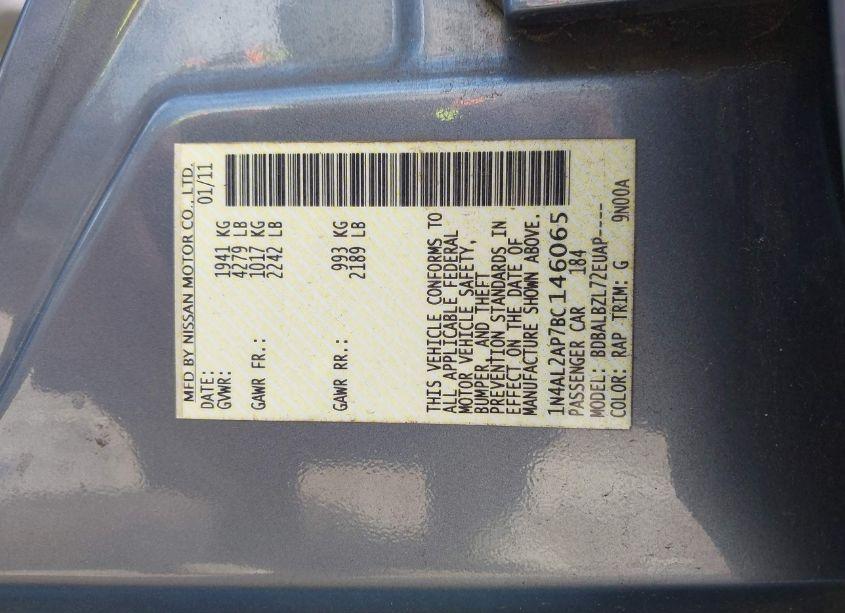 MFD BY NISSAN MOTOR CO., LTD.
DATE: 01/11
GVWR: 1941 KG
4279 LB
GAWR FR.: 1017 KG
2242 LB
GAWR RR.: 993 KG
2189 LB
THIS VEHICLE CONFORMS TO
ALL APPLICABLE FEDERAL
MOTOR VEHICLE SAFETY,
BUMPER, AND THEFT
PREVENTION STANDARDS IN
EFFECT ON THE DATE OF
MANUFACTURE SHOWN ABOVE.
1N4AL2AP7BC146065
PASSENGER CAR 184
MODEL: BDBALBZL72EUAP-----
COLOR: RAP TRIM: G 9N00A